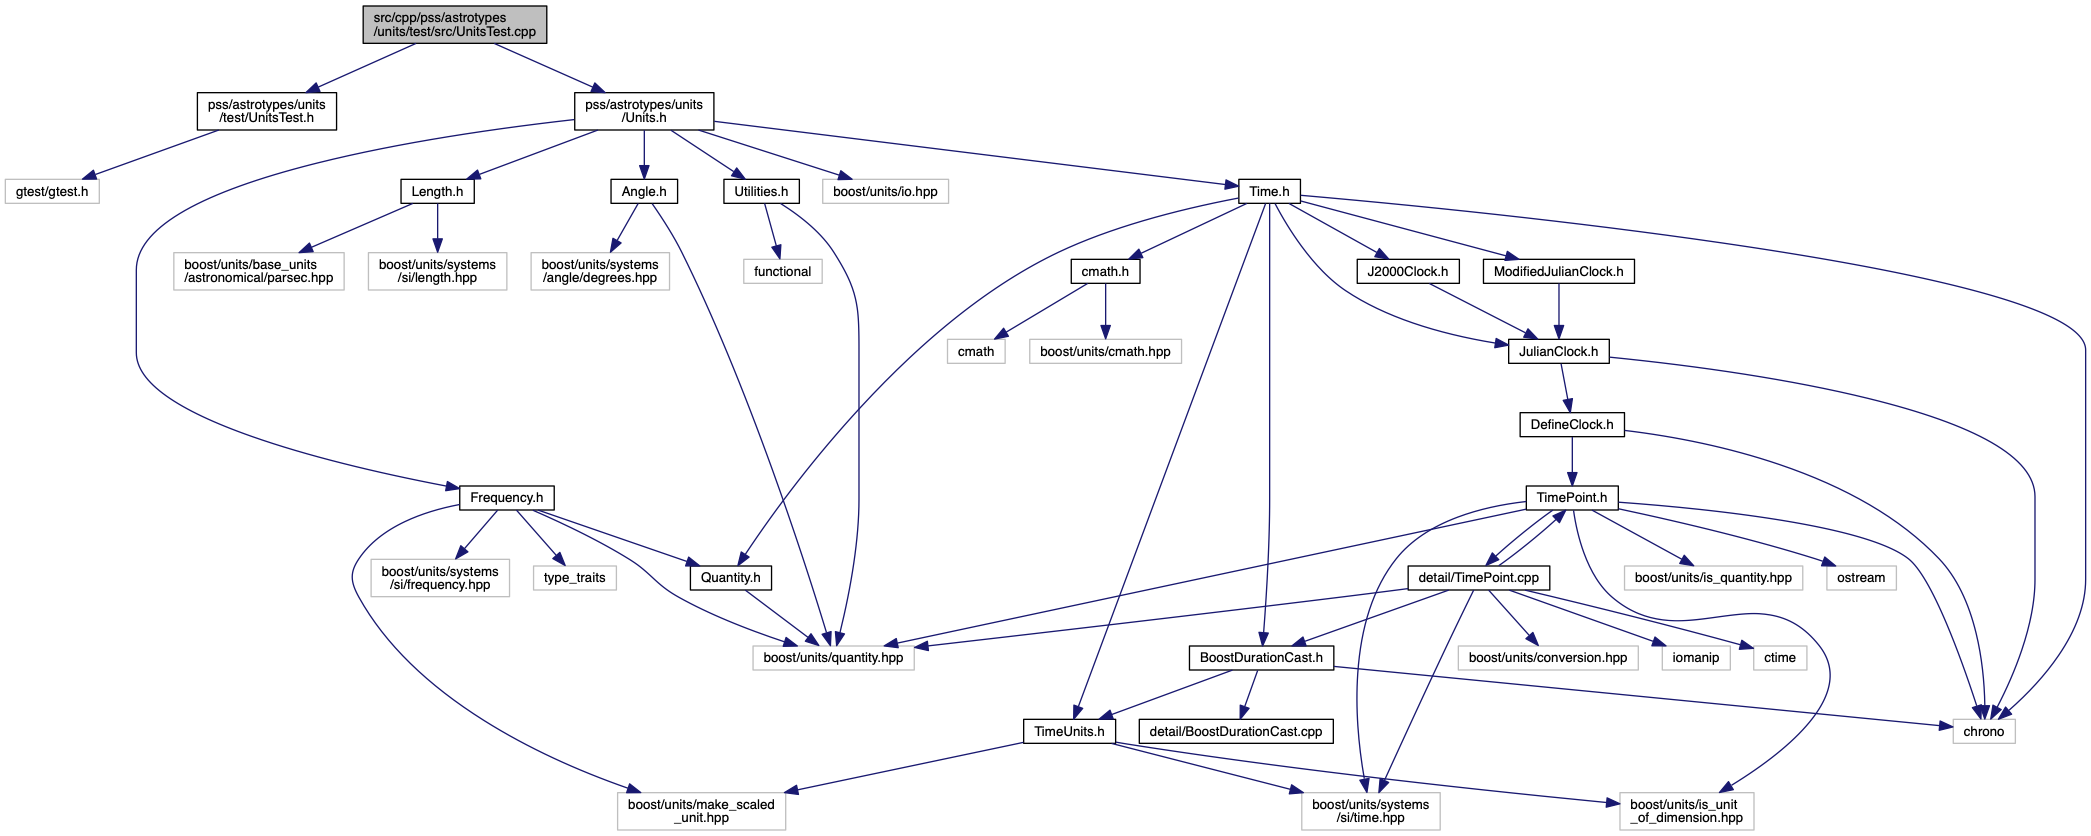 src/cpp/pss/astrotypes
/units/test/src/UnitsTest.cpp
pss/astrotypes/units
/test/UnitsTest.h
pss/astrotypes/units
/Units.h
gtest/gtest.h
Length.h
Angle.h
Utilities.h
boost/units/io.hpp
Time.h
boost/units/base_units
/astronomical/parsec.hpp
boost/units/systems
/si/length.hpp
boost/units/systems
/angle/degrees.hpp
functional
cmath.h
J2000Clock.h
ModifiedJulianClock.h
cmath
boost/units/cmath.hpp
JulianClock.h
DefineClock.h
Frequency.h
TimePoint.h
boost/units/systems
/si/frequency.hpp
type_traits
Quantity.h
detail/TimePoint.cpp
boost/units/is_quantity.hpp
ostream
boost/units/quantity.hpp
BoostDurationCast.h
boost/units/conversion.hpp
iomanip
ctime
TimeUnits.h
detail/BoostDurationCast.cpp
chrono
boost/units/make_scaled
_unit.hpp
boost/units/systems
/si/time.hpp
boost/units/is_unit
_of_dimension.hpp